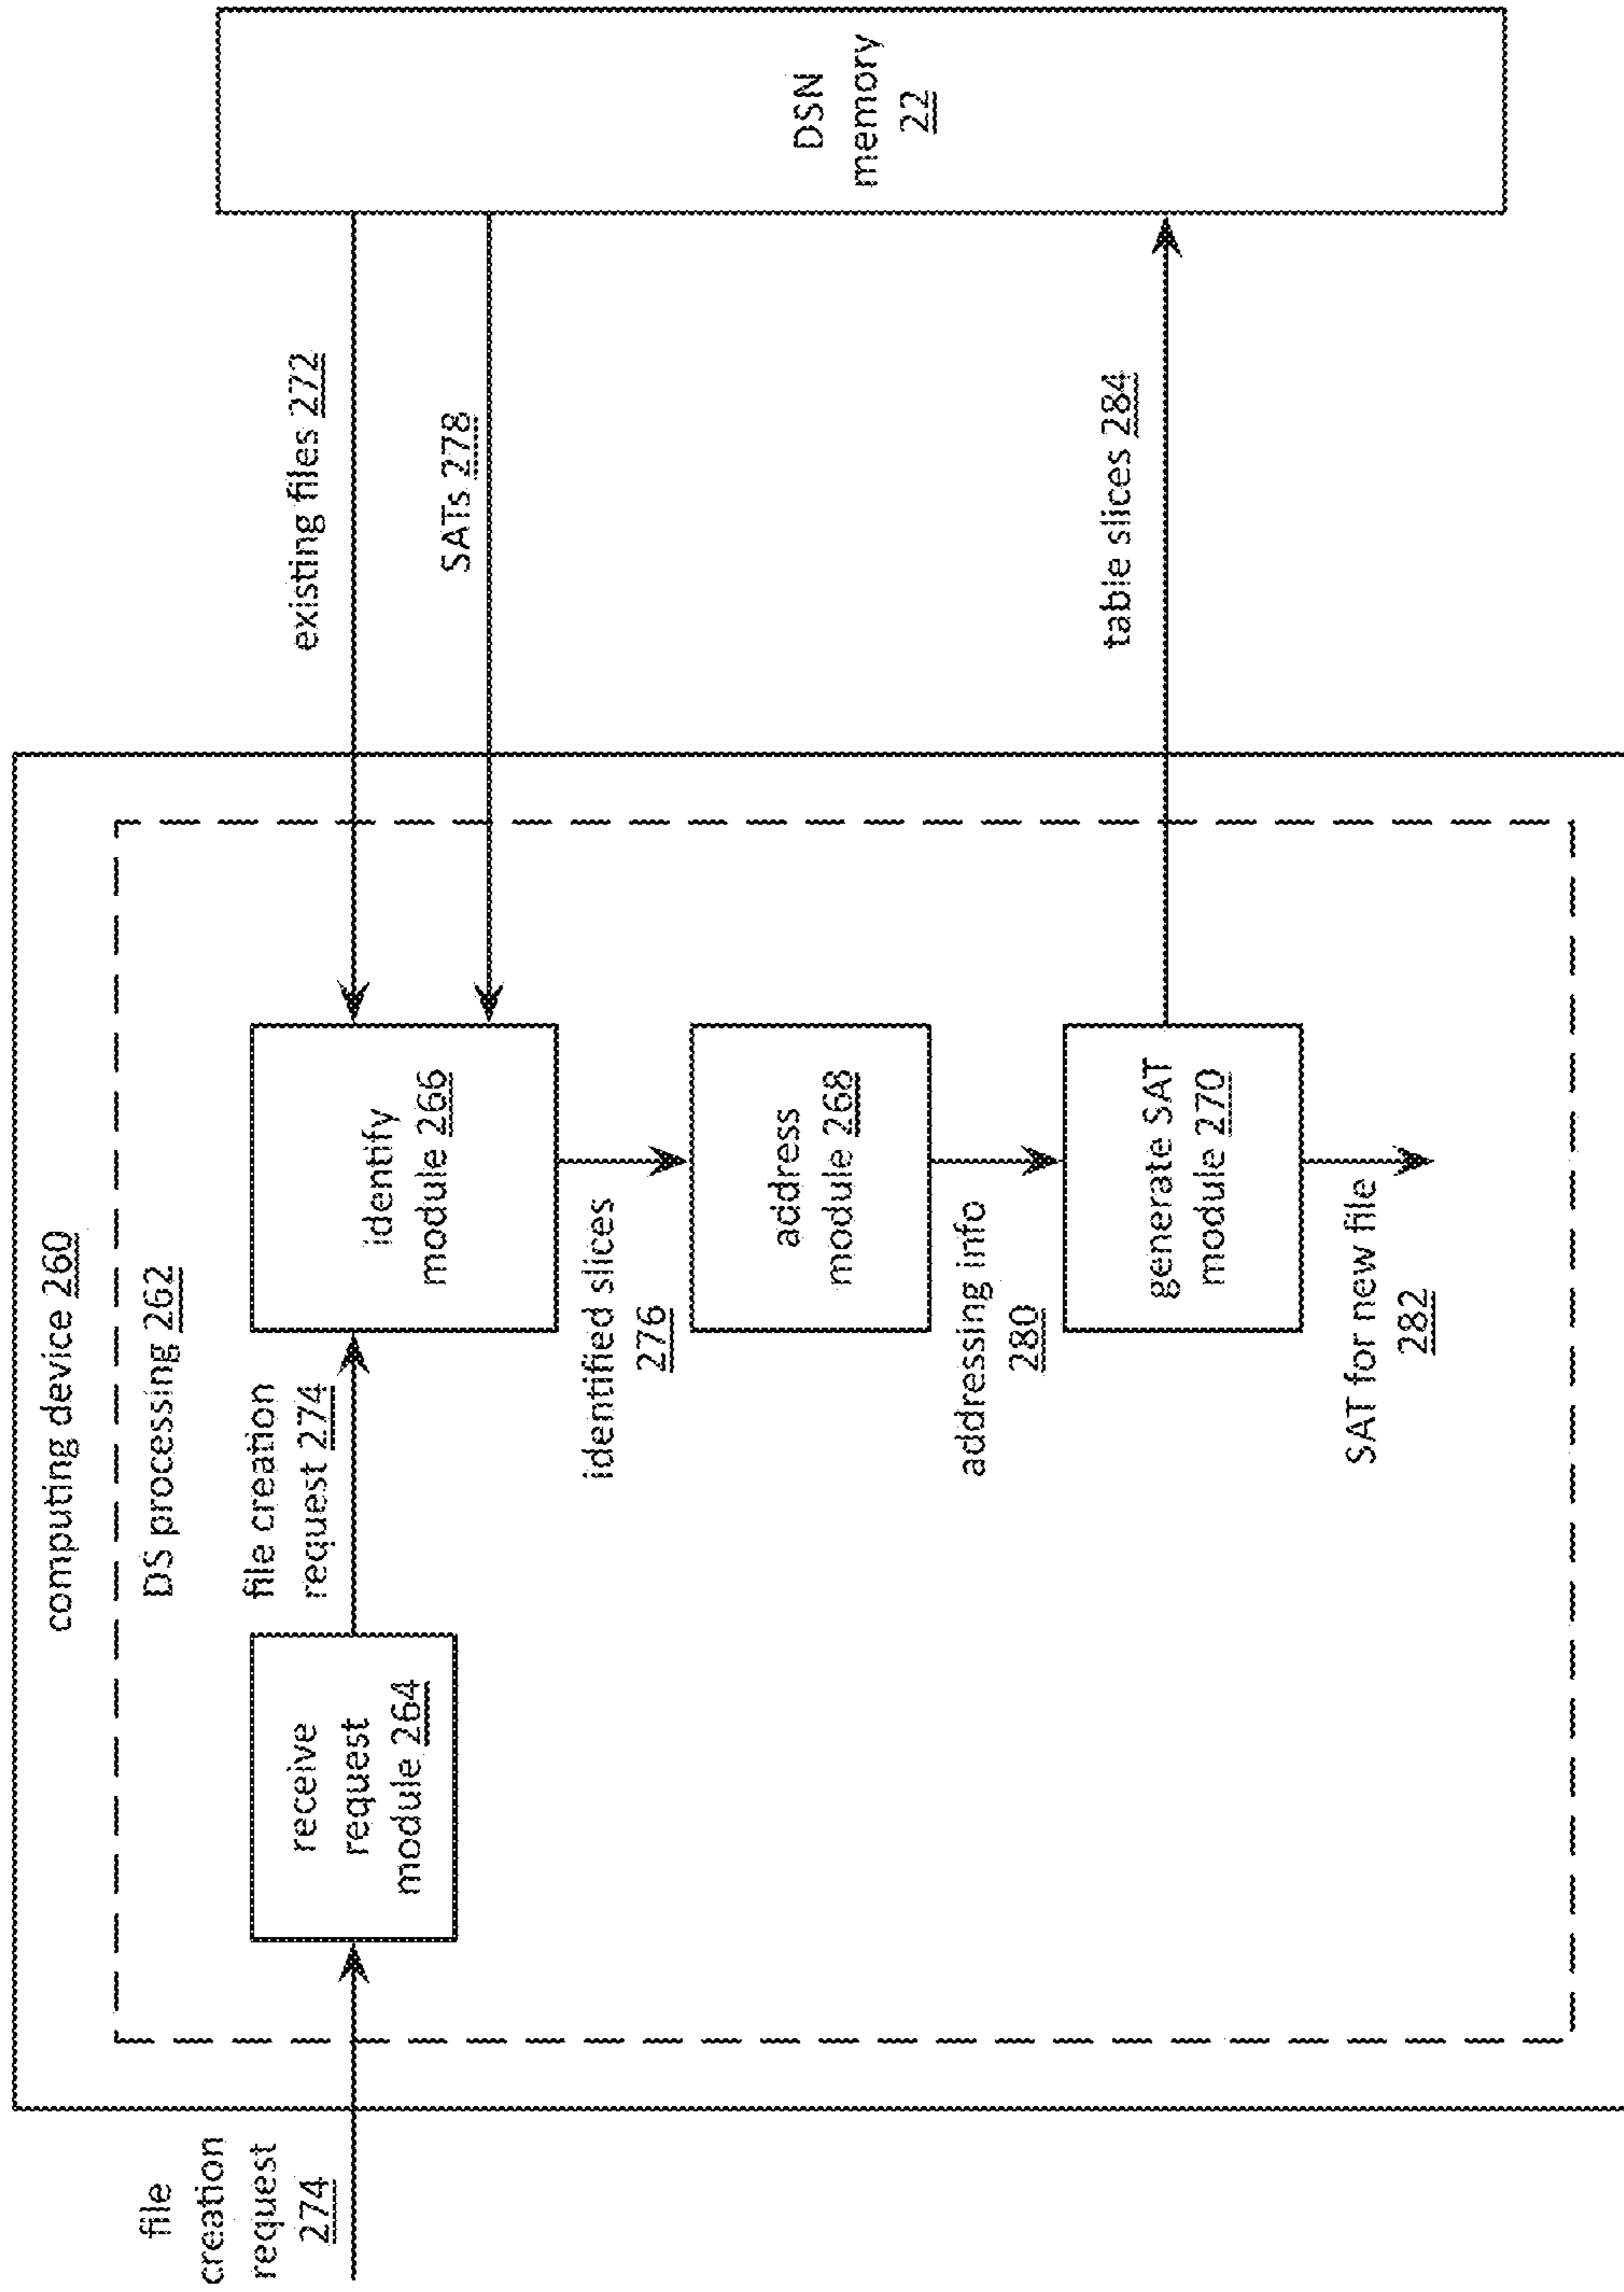 computing device 260
DS processing 262
file
creation
request
274
receive
request
module 264
file creation
request 274
identify
module 266
existing files 272
SATs 278
DSN
memory
22
identified slices
276
address
module 268
addressing info
280
generate SAT
module 270
table slices 284
SAT for new file
282